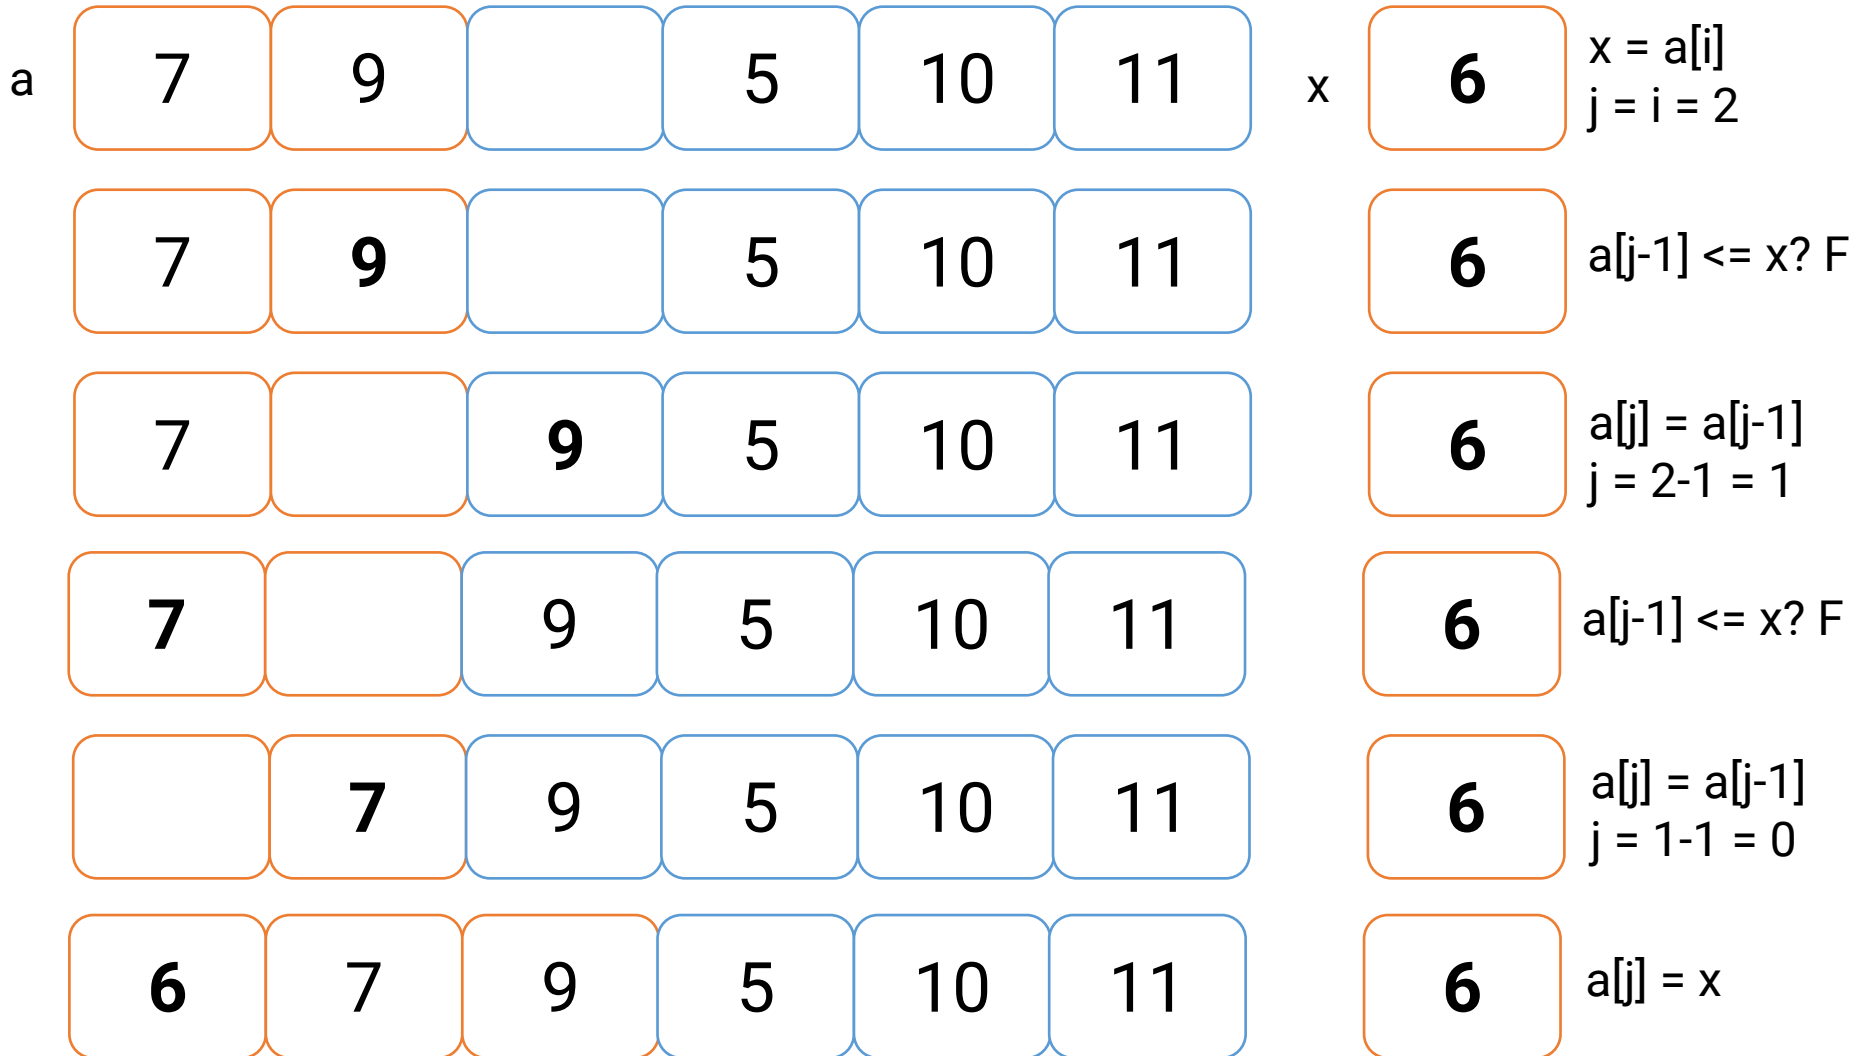 a 7 9 5 10 11 x 6 x = a[i]
j = i = 2
7 9 5 10 11 6 a[j-1] <= x? F
7 9 5 10 11 6 a[j] = a[j-1]
j = 2-1 = 1
7 9 5 10 11 6 a[j-1] <= x? F
7 9 5 10 11 6 a[j] = a[j-1]
j = 1-1 = 0
6 7 9 5 10 11 6 a[j] = x